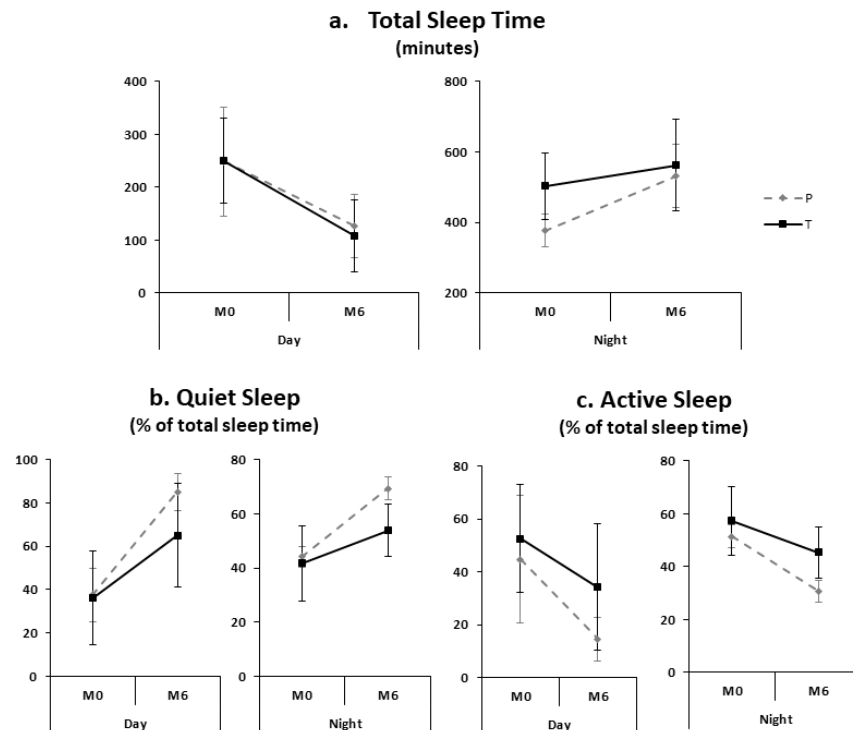 a. Total Sleep Time
(minutes)
400
300
200
100
0
M0 M6
Day
800
600
400
200
M0 M6
Night
P
T
b. Quiet Sleep
(% of total sleep time)
100
80
60
40
20
0
M0 M6
Day
80
60
40
20
0
M0 M6
Night
c. Active Sleep
(% of total sleep time)
80
60
40
20
0
M0 M6
Day
80
60
40
20
0
M0 M6
Night